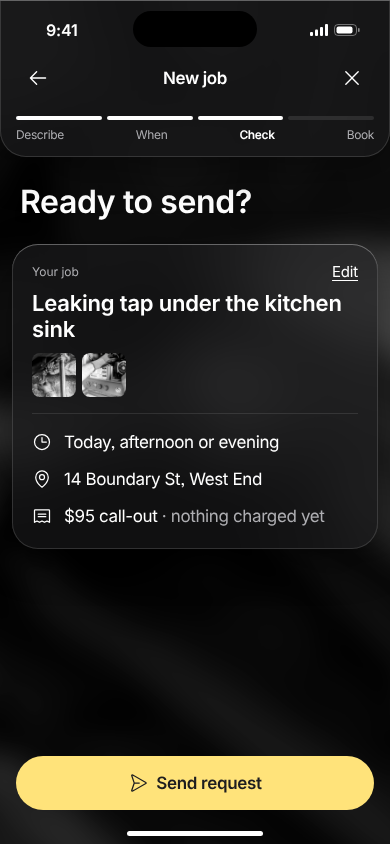 9:41
New job
Describe When Check Book
Ready to send?
Your job Edit
Leaking tap under the kitchen
sink
Today, afternoon or evening
14 Boundary St, West End
$95 call-out · nothing charged yet
Send request